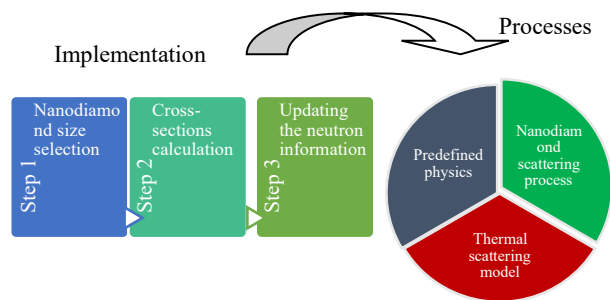 Implementation
Processes
Step 1
Nanodiamo
nd size
selection
Step 2
Cross-
sections
calculation
Step 3
Updating
the neutron
information
Predefined
physics
Nanodiam
ond
scattering
process
Thermal
scattering
model